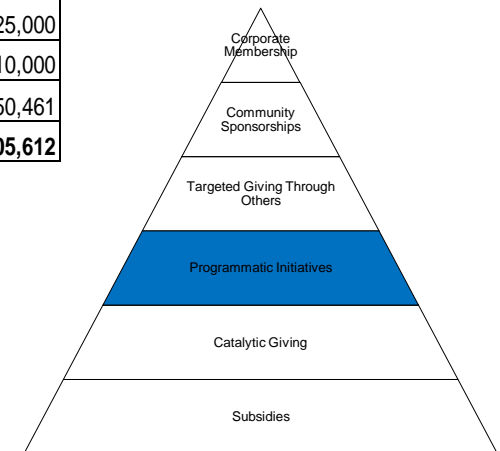 25,000
10,000
50,461
05,612
Corporate
Membership
Community
Sponsorships
Targeted Giving Through
Others
Programmatic Initiatives
Catalytic Giving
Subsidies